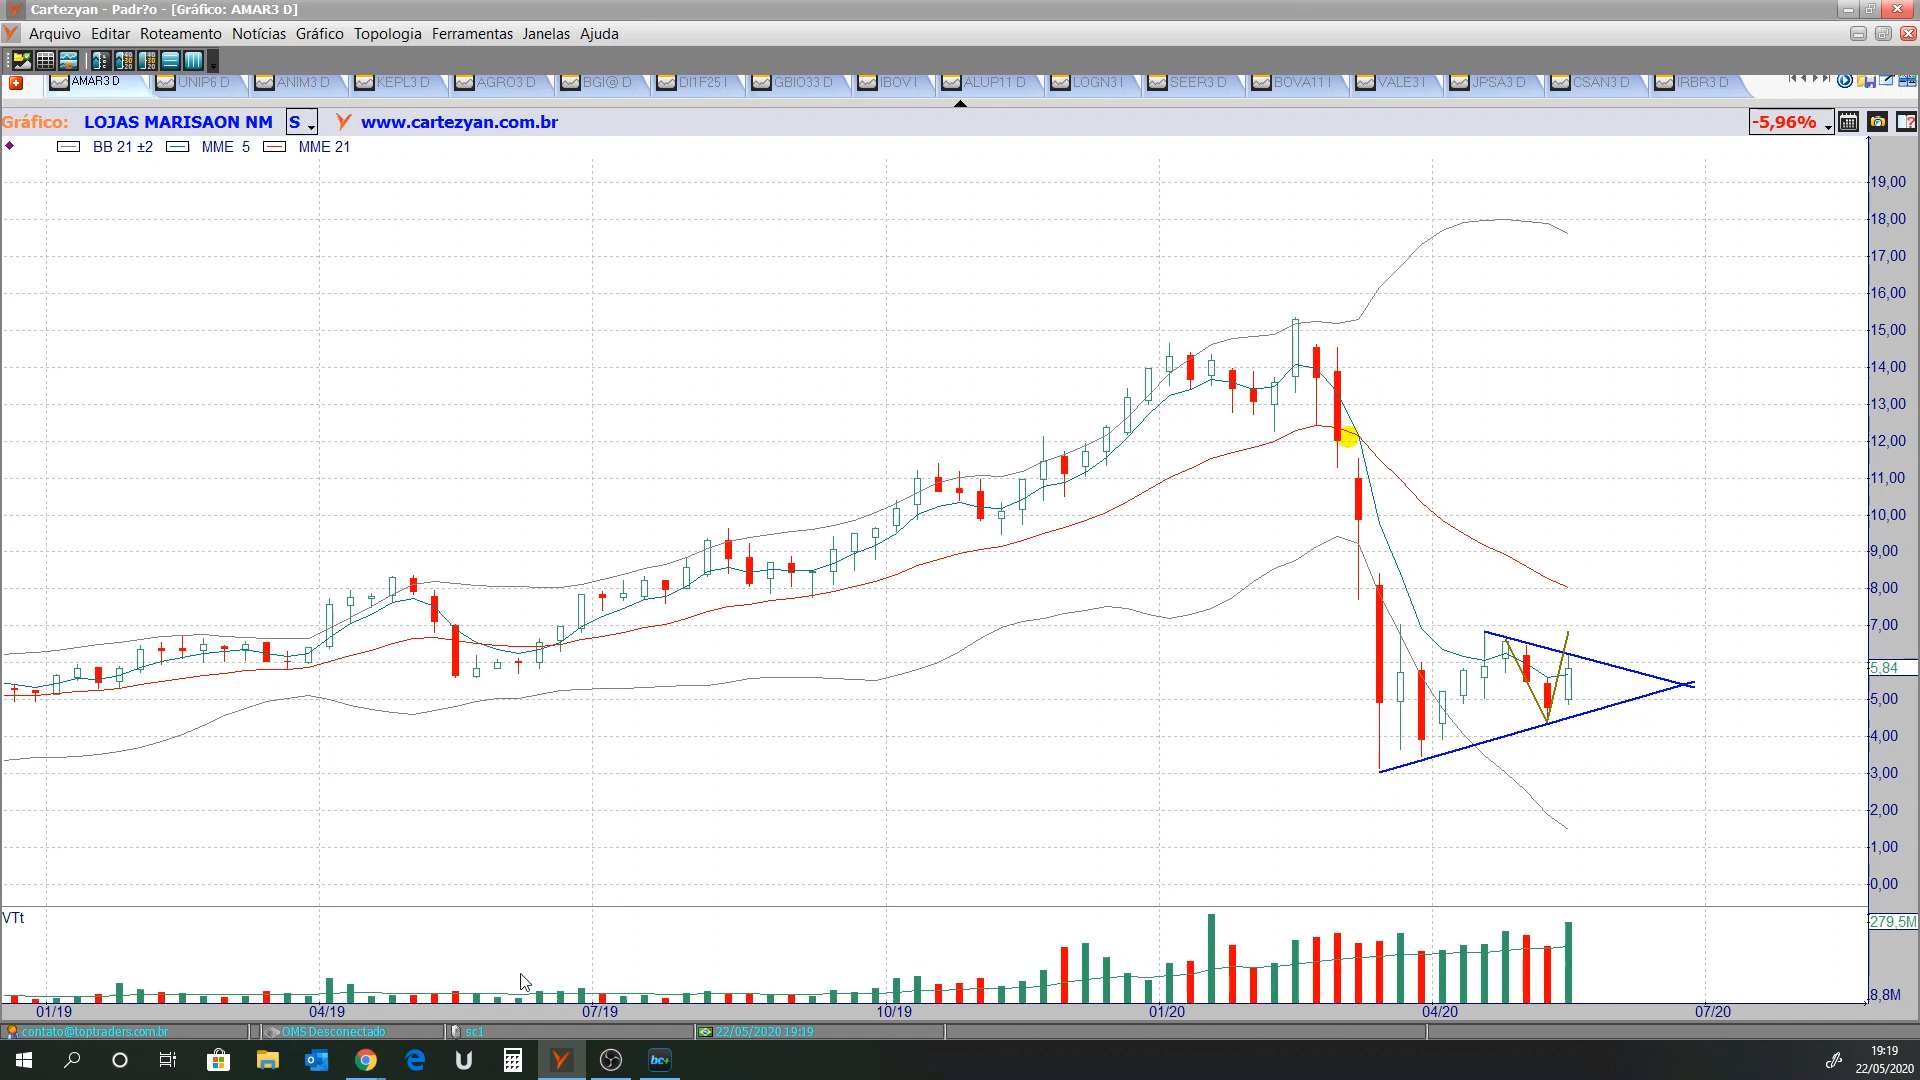 Cartezyan - Padr?o - [Gráfico: AMAR3 D]
Arquivo Editar Roteamento Notícias Gráfico Topologia Ferramentas Janelas Ajuda
AMAR3 D UNIP6 D ANIM3 D KEPL3 D AGRO3 D BGI@ D DI1F25 I GBIO33 D IBOV I ALUP11 D LOGN3 I SEER3 D BOVA11 I VALE3 I JPSA3 D CSAN3 D IRBR3 D
Gráfico: LOJAS MARISAON NM S www.cartezyan.com.br -5,96%
BB 21 ±2 MME 5 MME 21
19,00
18,00
17,00
16,00
15,00
14,00
13,00
12,00
11,00
10,00
9,00
8,00
7,00
5,84
5,00
4,00
3,00
2,00
1,00
0,00
VTt
279,5M
8,8M
01/19 04/19 07/19 10/19 01/20 04/20 07/20
contato@toptraders.com.br OMS Desconectado sc1 22/05/2020 19:19
bc+
19:19
22/05/2020